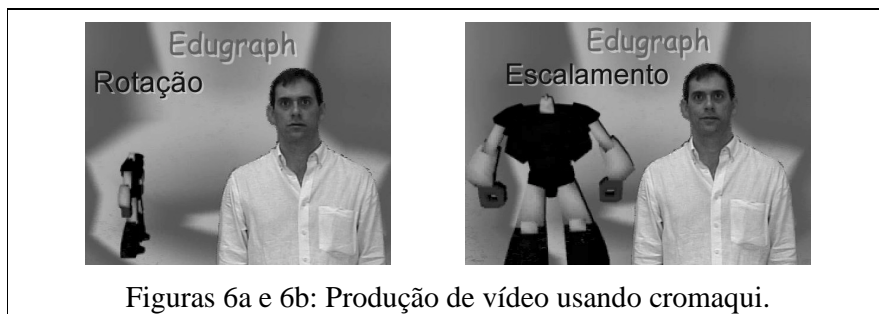 Edugraph
Rotação
Edugraph
Escalamento
Figuras 6a e 6b: Produção de vídeo usando cromaqui.